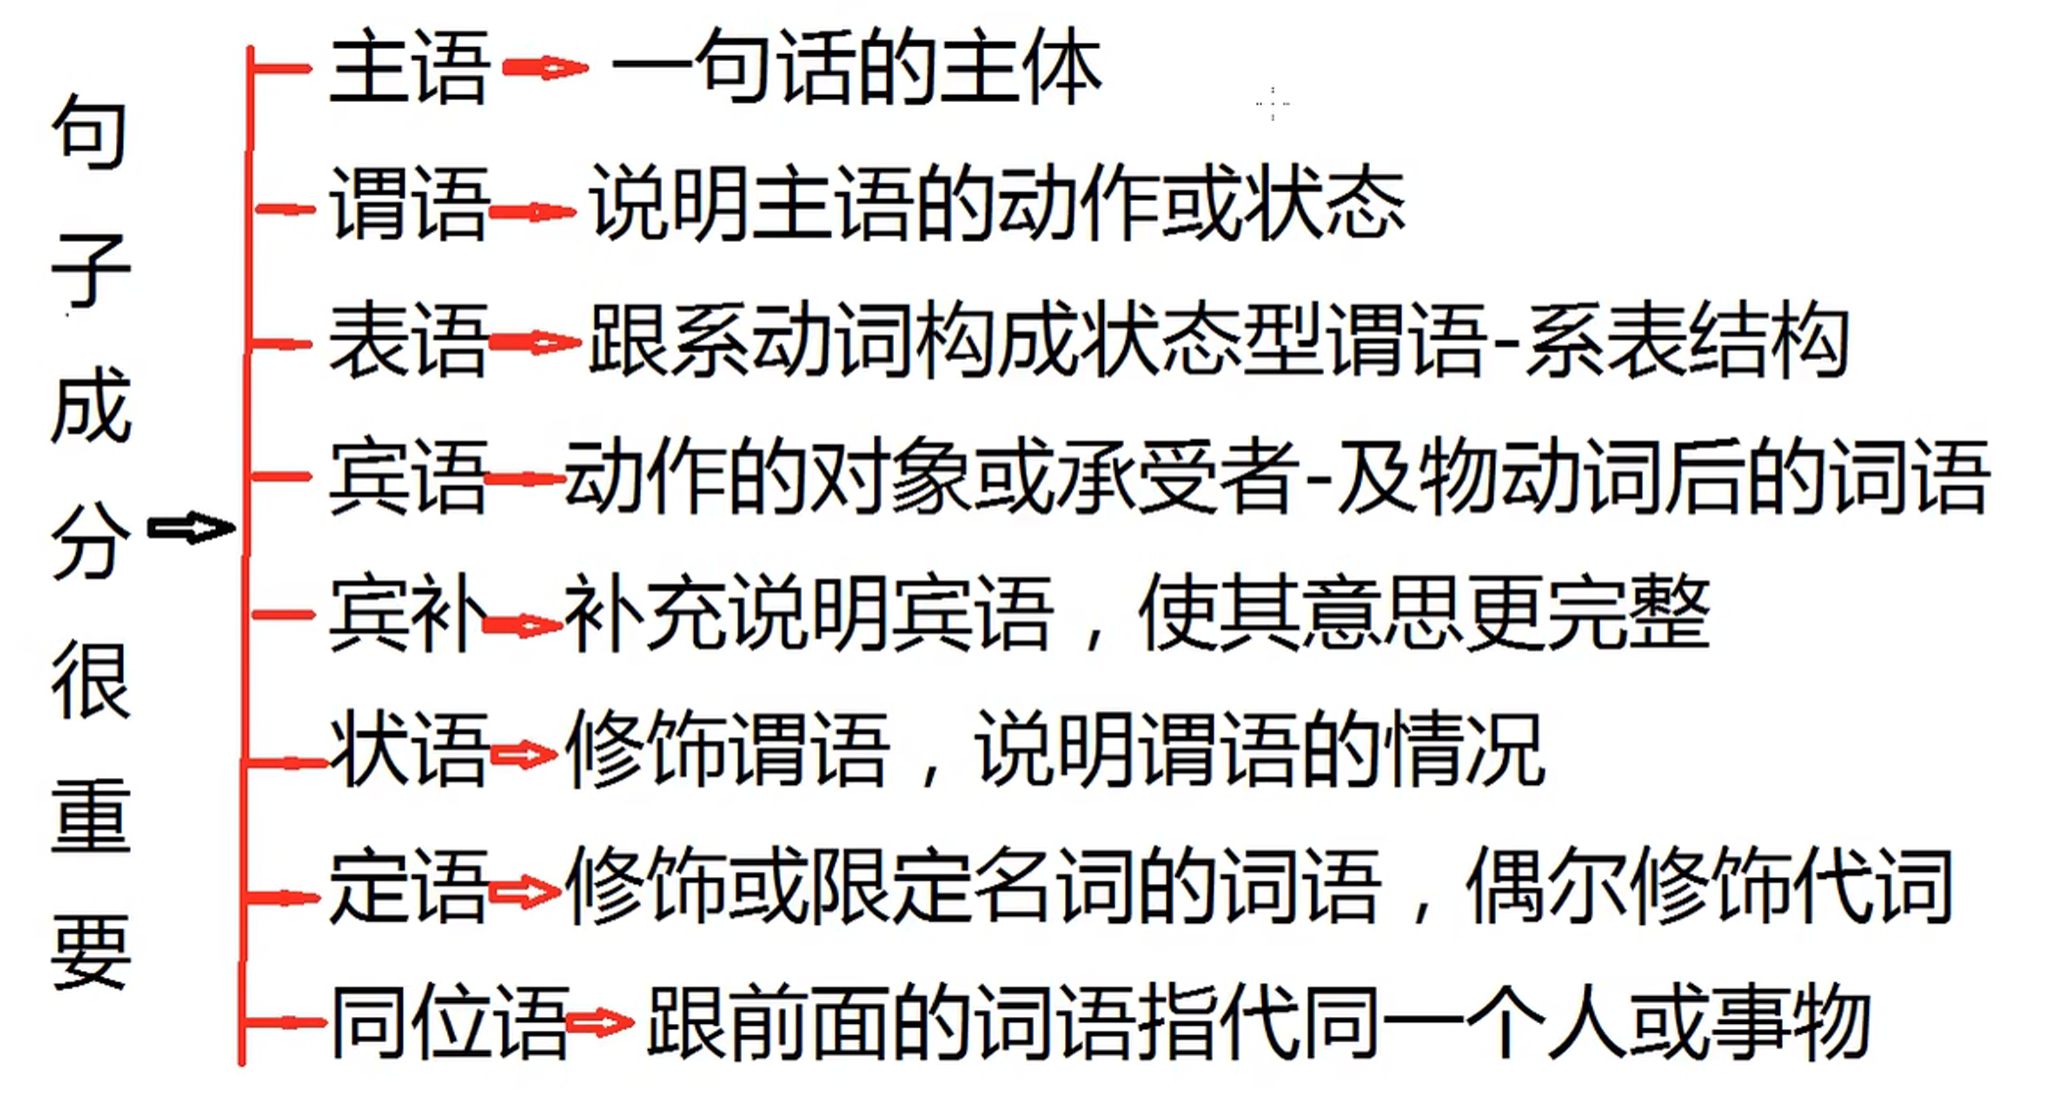 句子成分很重要
主语 一句话的主体
谓语 说明主语的动作或状态
表语 跟系动词构成状态型谓语-系表结构
宾语 动作的对象或承受者-及物动词后的词语
宾补 补充说明宾语，使其意思更完整
状语 修饰谓语，说明谓语的情况
定语 修饰或限定名词的词语，偶尔修饰代词
同位语 跟前面的词语指代同一个人或事物